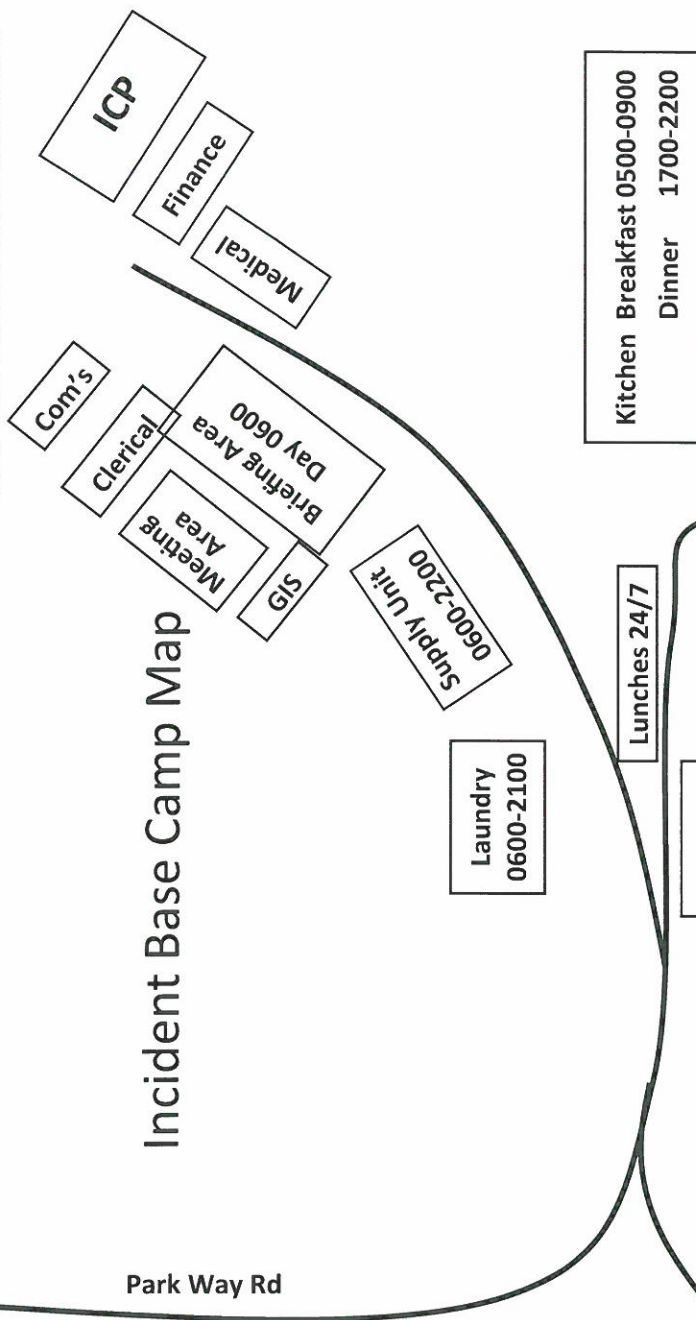 Incident Base Camp Map
Park Way Rd
Com's
Clerical
Meeting
Area
GIS
Briefing Area
Day 0600
ICP
Finance
Medical
Supply Unit
0600-2200
Laundry
0600-2100
Lunches 24/7
Kitchen Breakfast 0500-0900
Dinner 1700-2200